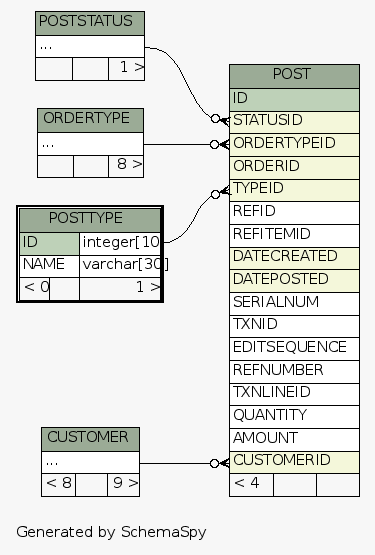 POSTSTATUS
...
1 >
ORDERTYPE
...
8 >
POSTTYPE
ID integer[10]
NAME varchar[30]
< 0 1 >
CUSTOMER
...
< 8 9 >
POST
ID
STATUSID
ORDERTYPEID
ORDERID
TYPEID
REFID
REFITEMID
DATECREATED
DATEPOSTED
SERIALNUM
TXNID
EDITSEQUENCE
REFNUMBER
TXNLINEID
QUANTITY
AMOUNT
CUSTOMERID
< 4
Generated by SchemaSpy